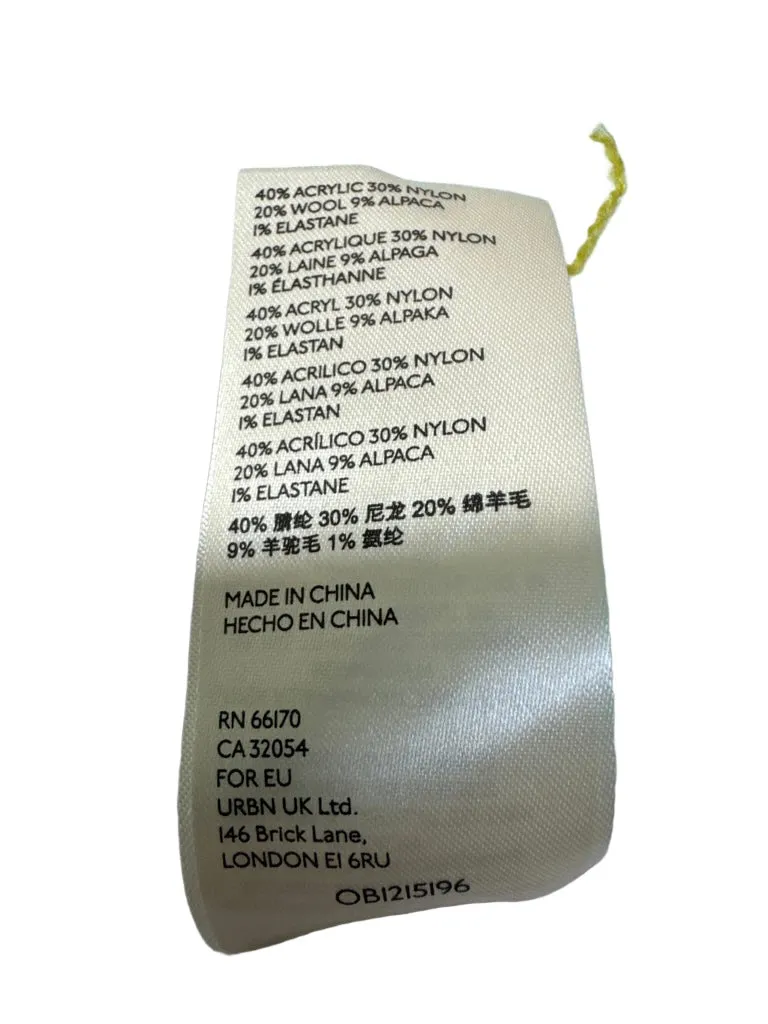 40% ACRYLIC 30% NYLON
20% WOOL 9% ALPACA
1% ELASTANE
40% ACRYLIQUE 30% NYLON
20% LAINE 9% ALPAGA
1% ÉLASTHANNE
40% ACRYL 30% NYLON
20% WOLLE 9% ALPAKA
1% ELASTAN
40% ACRILICO 30% NYLON
20% LANA 9% ALPACA
1% ELASTAN
40% ACRÍLICO 30% NYLON
20% LANA 9% ALPACA
1% ELASTANE
40% 腈纶 30% 尼龙 20% 绵羊毛
9% 羊驼毛 1% 氨纶
MADE IN CHINA
HECHO EN CHINA
RN 66170
CA 32054
FOR EU
URBN UK Ltd.
146 Brick Lane,
LONDON E1 6RU
OB1215196